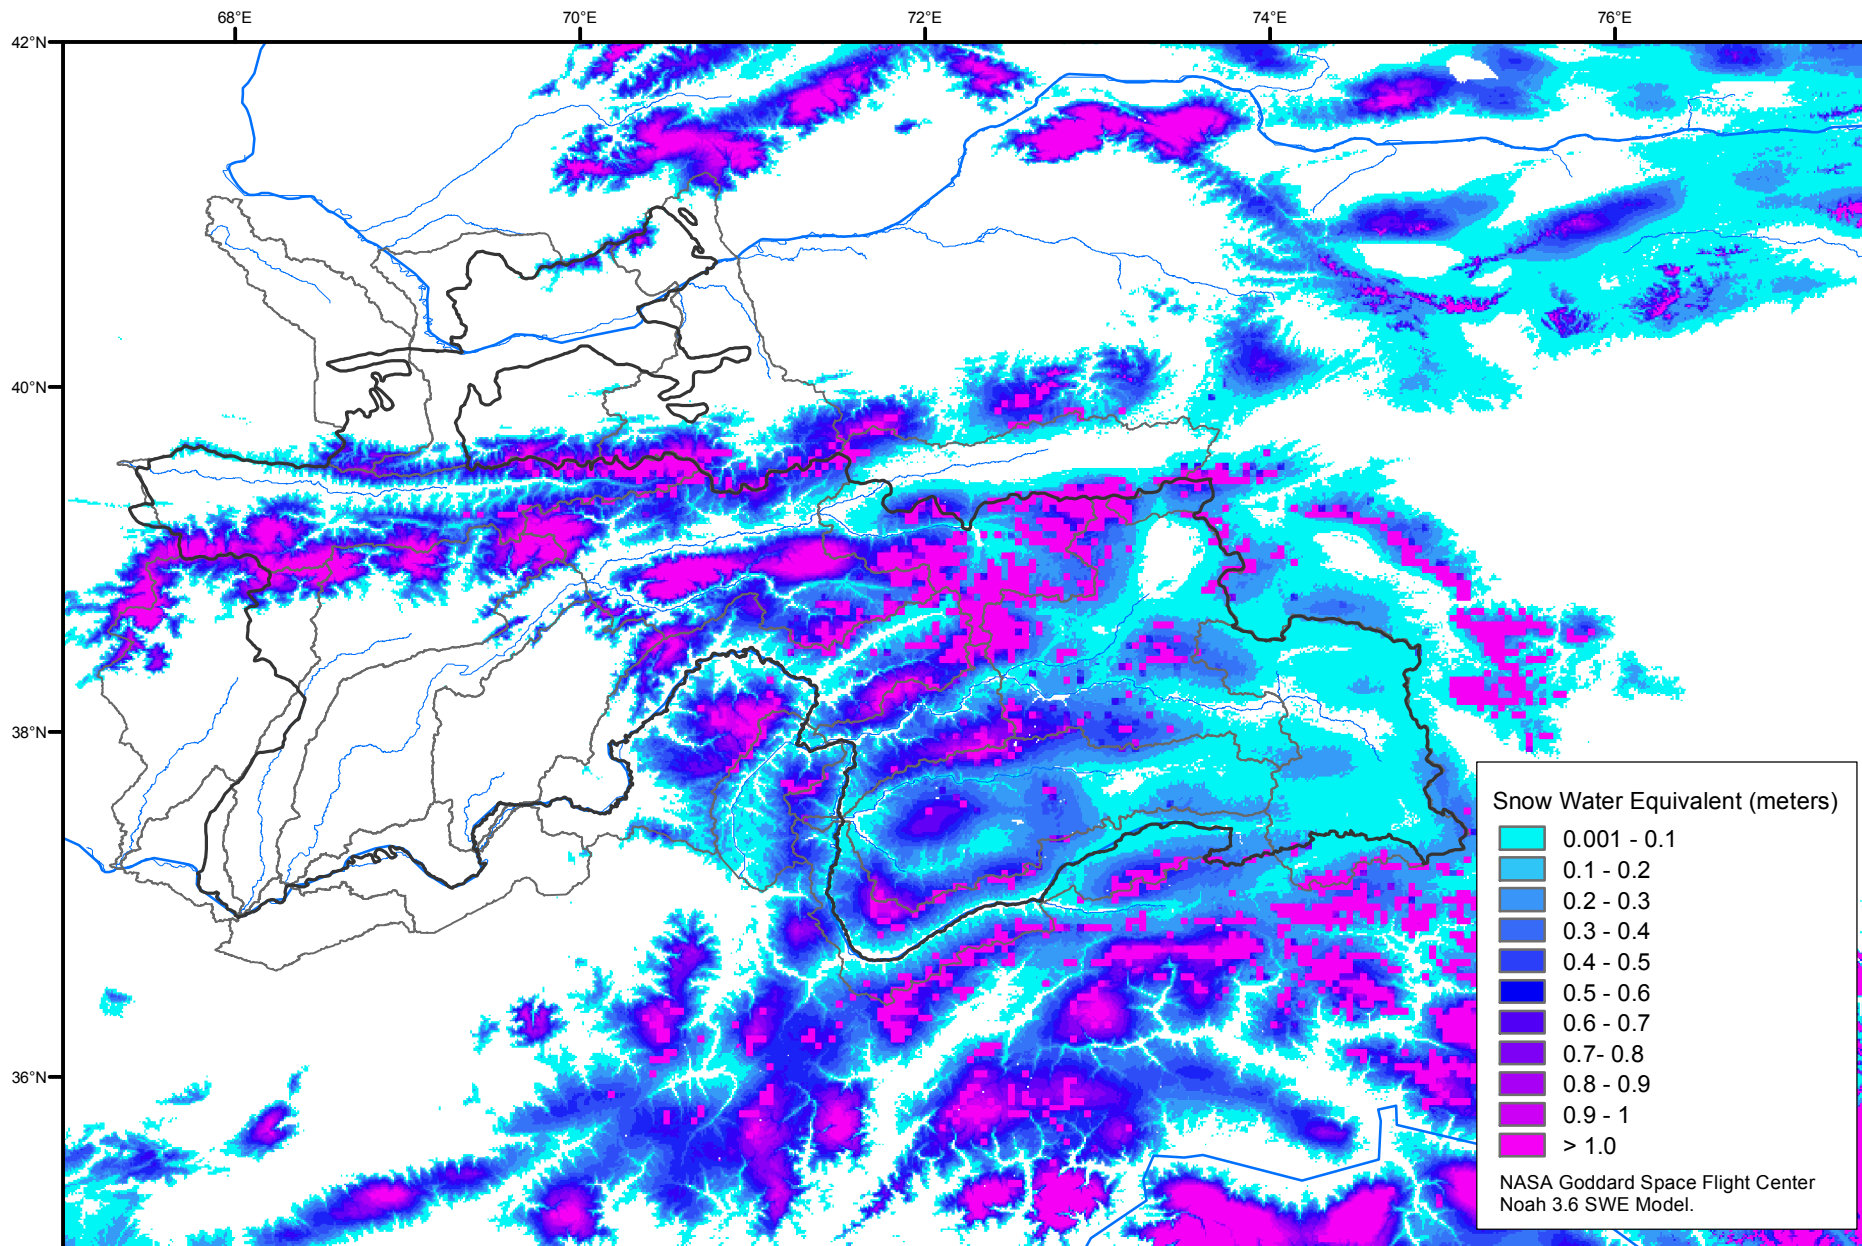 68°E
70°E
72°E
74°E
76°E
42°N
40°N
38°N
36°N
Snow Water Equivalent (meters)
0.001 - 0.1
0.1 - 0.2
0.2 - 0.3
0.3 - 0.4
0.4 - 0.5
0.5 - 0.6
0.6 - 0.7
0.7- 0.8
0.8 - 0.9
0.9 - 1
> 1.0
NASA Goddard Space Flight Center
Noah 3.6 SWE Model.